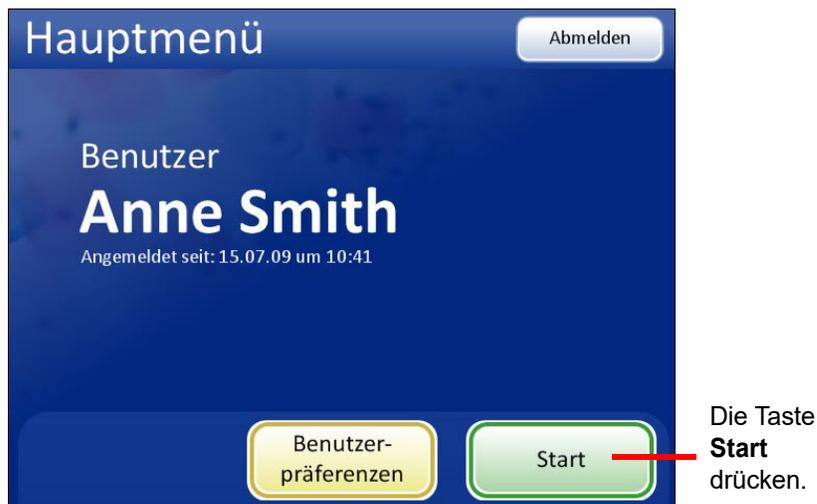 Hauptmenü
Abmelden
Benutzer
Anne Smith
Angemeldet seit: 15.07.09 um 10:41
Benutzer-
präferenzen
Start
Die Taste
Start
drücken.